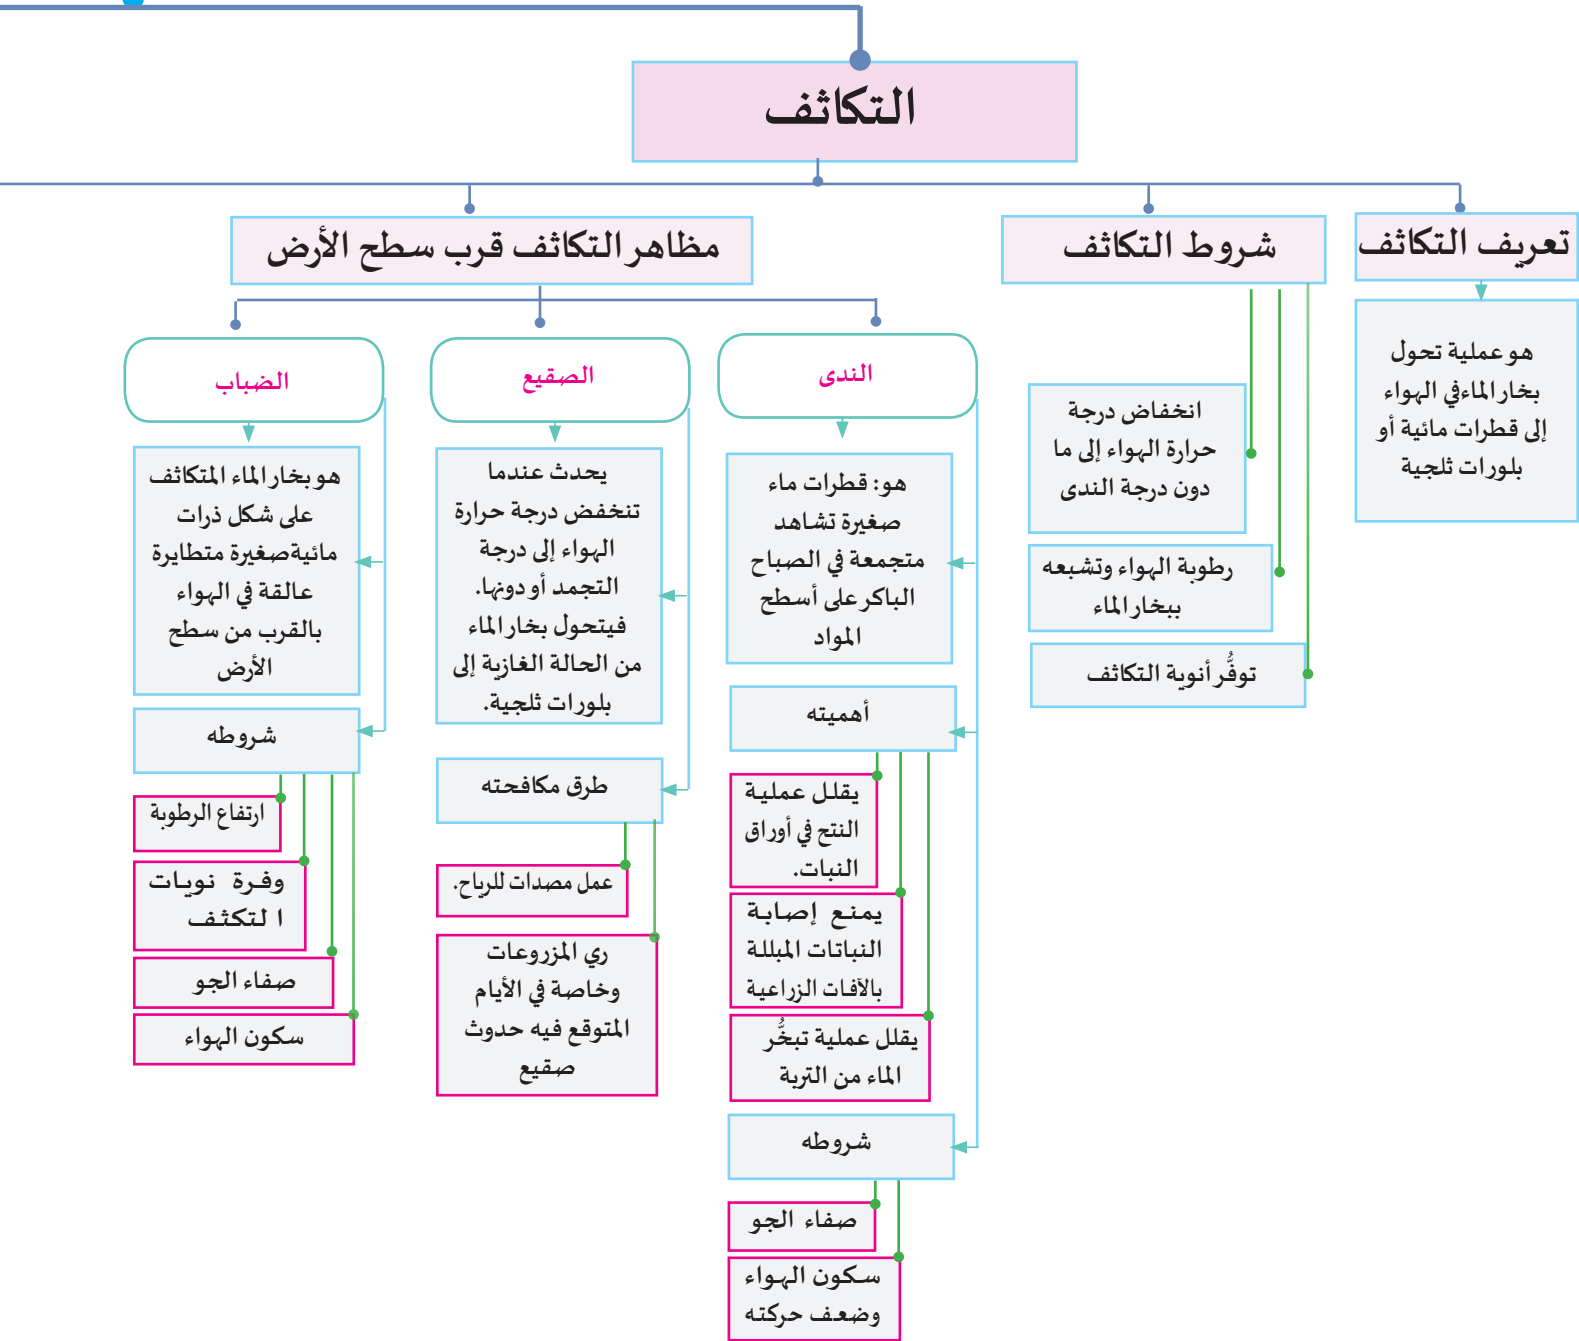 التكاثف
تعريف التكاثف
هو عملية تحول
بخار الماء في الهواء
إلى قطرات مائية أو
بلورات ثلجية
شروط التكاثف
انخفاض درجة
حرارة الهواء إلى ما
دون درجة الندى
رطوبة الهواء وتشبعه
ببخار الماء
توفُّر أنوية التكاثف
مظاهر التكاثف قرب سطح الأرض
الندى
هو: قطرات ماء
صغيرة تشاهد
متجمعة في الصباح
الباكر على أسطح
المواد
أهميته
يقلل عملية
النتح في أوراق
النبات.
يمنع إصابة
النباتات المبللة
بالآفات الزراعية
يقلل عملية تبخُّر
الماء من التربة
شروطه
صفاء الجو
سكون الهواء
وضعف حركته
الصقيع
يحدث عندما
تنخفض درجة حرارة
الهواء إلى درجة
التجمد أو دونها.
فيتحول بخار الماء
من الحالة الغازية إلى
بلورات ثلجية.
طرق مكافحته
عمل مصدات للرياح.
ري المزروعات
وخاصة في الأيام
المتوقع فيه حدوث
صقيع
الضباب
هو بخار الماء المتكاثف
على شكل ذرات
مائية صغيرة متطايرة
عالقة في الهواء
بالقرب من سطح
الأرض
شروطه
ارتفاع الرطوبة
وفرة نويات
ا لتكثف
صفاء الجو
سكون الهواء